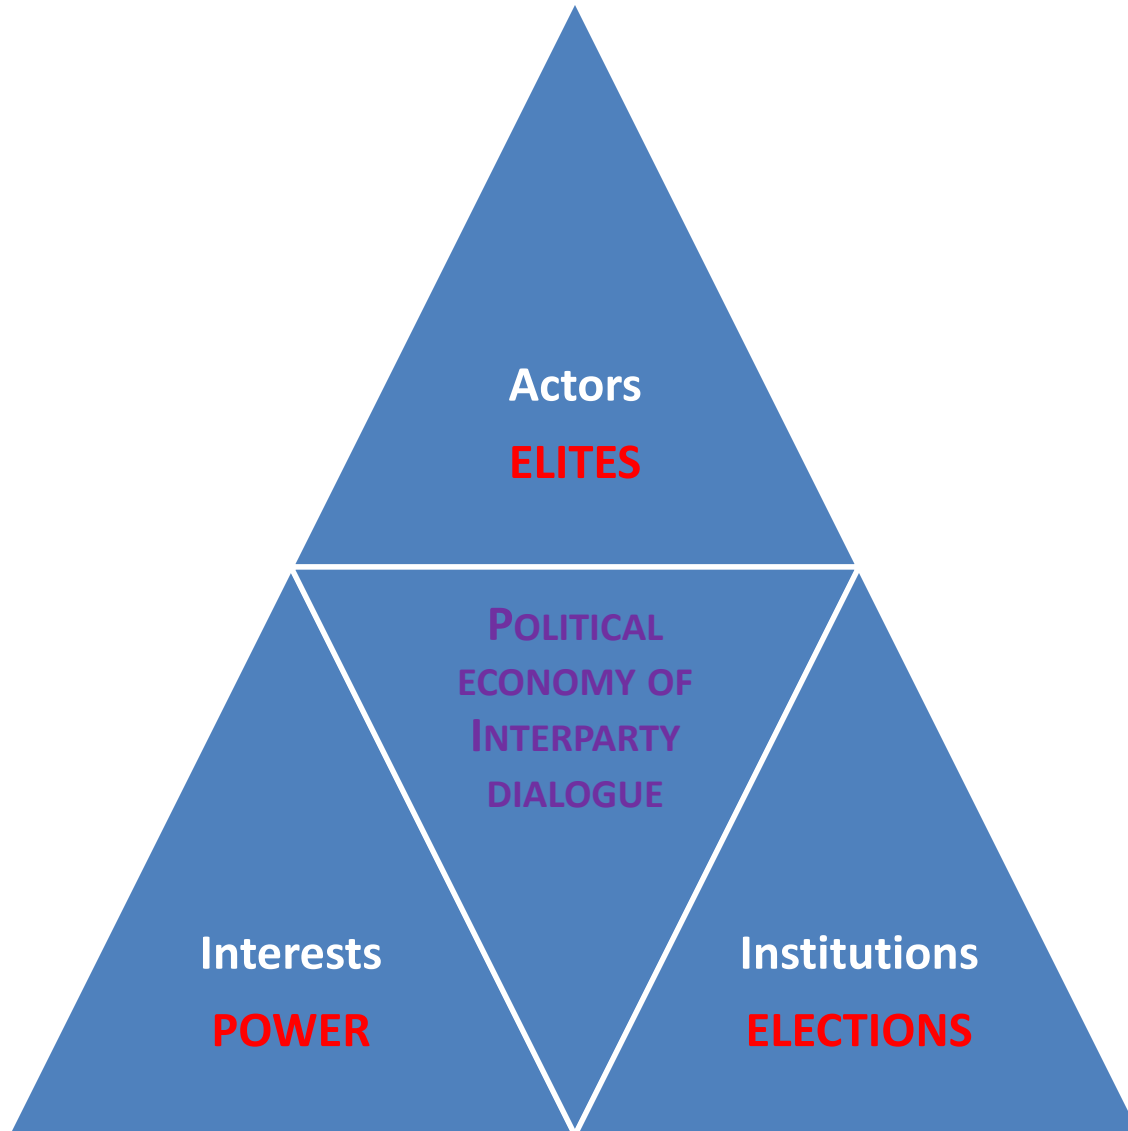 Actors
ELITES
POLITICAL
ECONOMY OF
INTERPARTY
DIALOGUE
Interests
POWER
Institutions
ELECTIONS